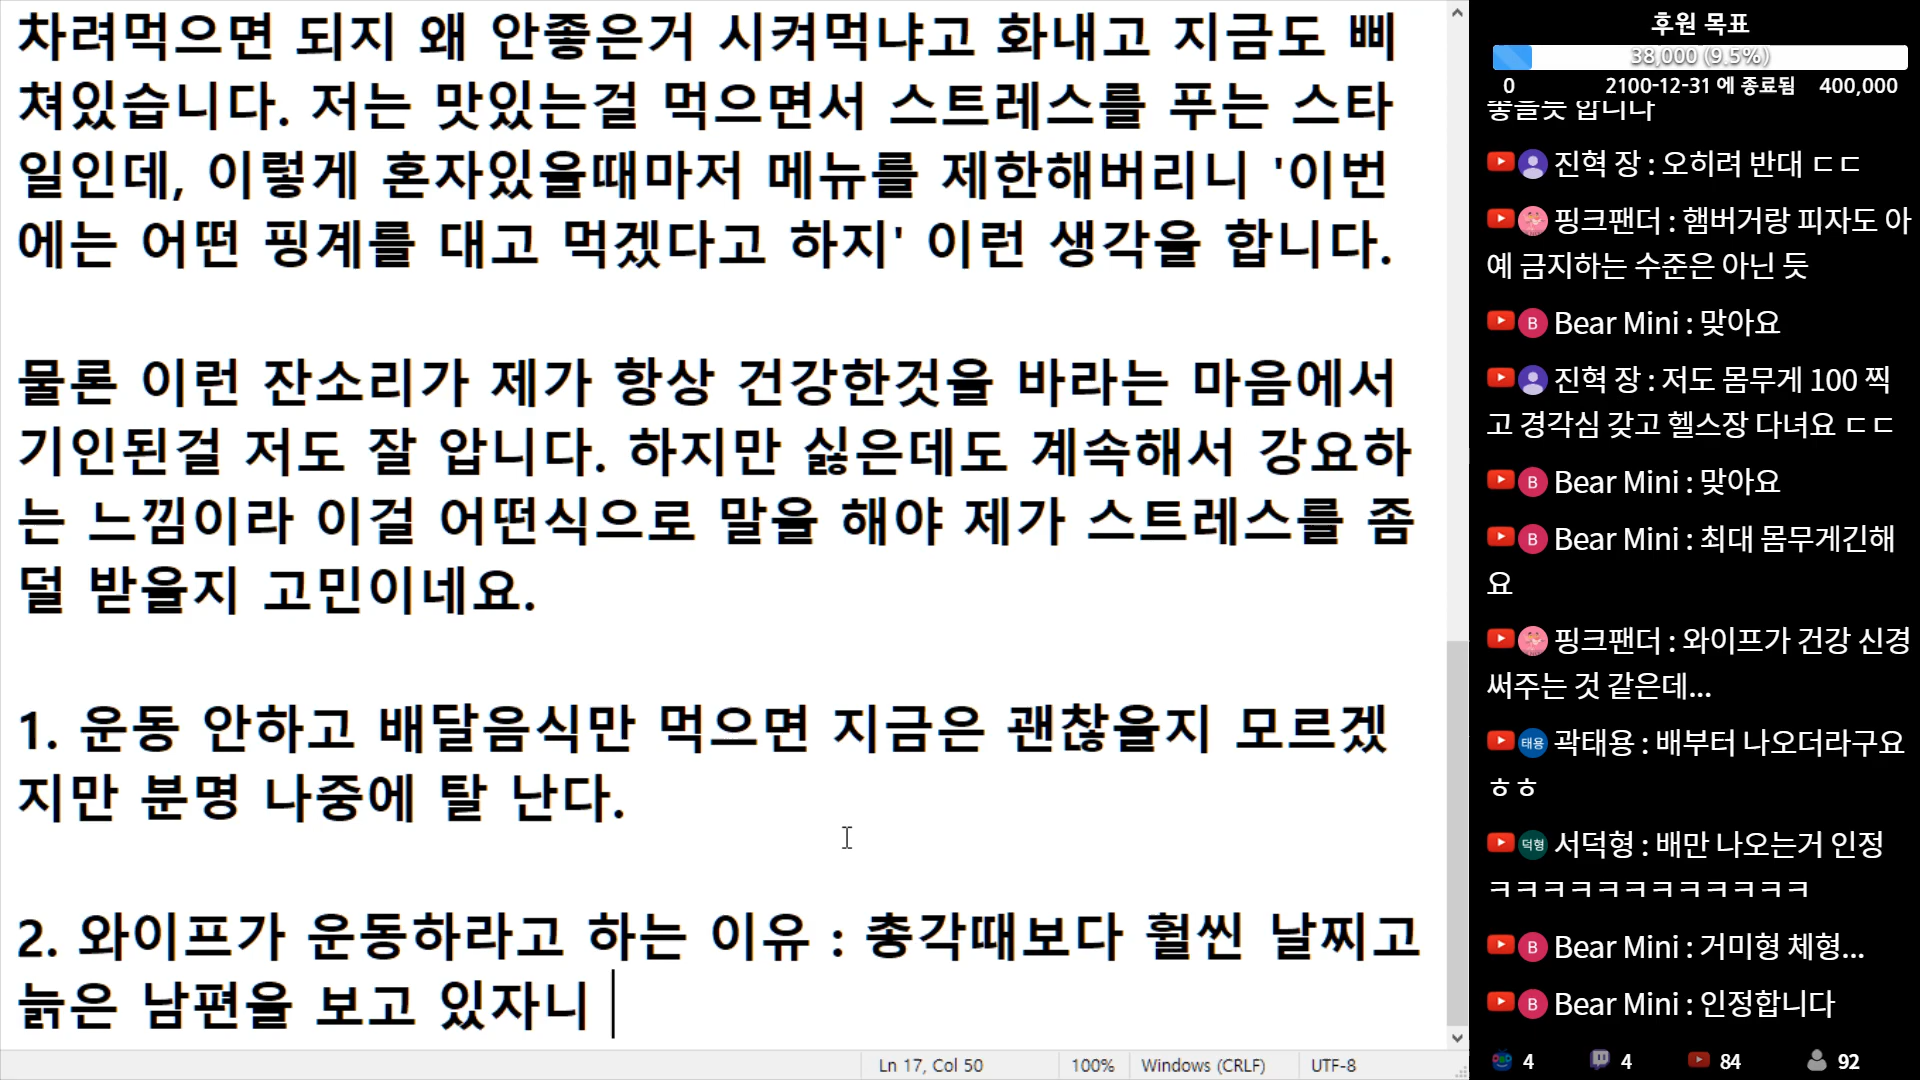 차려먹으면 되지 왜 안좋은거 시켜먹냐고 화내고 지금도 삐
쳐있습니다. 저는 맛있는걸 먹으면서 스트레스를 푸는 스타
일인데, 이렇게 혼자있을때마저 메뉴를 제한해버리니 '이번
에는 어떤 핑계를 대고 먹겠다고 하지' 이런 생각을 합니다.
물론 이런 잔소리가 제가 항상 건강한것을 바라는 마음에서
기인된걸 저도 잘 압니다. 하지만 싫은데도 계속해서 강요하
는 느낌이라 이걸 어떤식으로 말을 해야 제가 스트레스를 좀
덜 받을지 고민이네요.
1. 운동 안하고 배달음식만 먹으면 지금은 괜찮을지 모르겠
지만 분명 나중에 탈 난다.
2. 와이프가 운동하라고 하는 이유 : 총각때보다 훨씬 날찌고
늙은 남편을 보고 있자니
Ln 17, Col 50
100%
Windows (CRLF)
UTF-8
후원 목표
38,000 (9.5%)
0 2100-12-31 에 종료됨 400,000
좋을듯 입니다
진혁 장 : 오히려 반대 ㄷㄷ
핑크팬더 : 햄버거랑 피자도 아
예 금지하는 수준은 아닌 듯
B Bear Mini : 맞아요
진혁 장 : 저도 몸무게 100 찍
고 경각심 갖고 헬스장 다녀요 ㄷㄷ
B Bear Mini : 맞아요
B Bear Mini : 최대 몸무게긴해
요
핑크팬더 : 와이프가 건강 신경
써주는 것 같은데...
태용 곽태용 : 배부터 나오더라구요
ㅎㅎ
덕형 서덕형 : 배만 나오는거 인정
ㅋㅋㅋㅋㅋㅋㅋㅋㅋㅋㅋㅋ
B Bear Mini : 거미형 체형...
B Bear Mini : 인정합니다
4 4 84 92